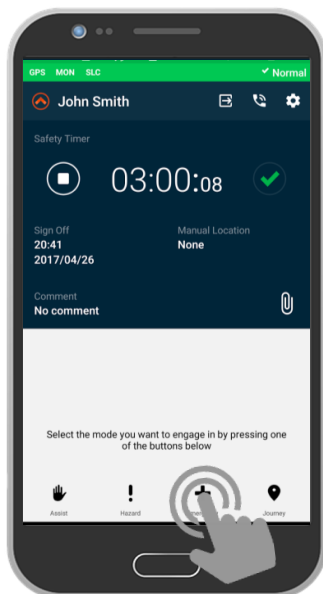 GPS MON SLC Normal
John Smith
Safety Timer
03:00:08
Sign Off
20:41
2017/04/26
Manual Location
None
Comment
No comment
Select the mode you want to engage in by pressing one
of the buttons below
Assist Hazard Journey